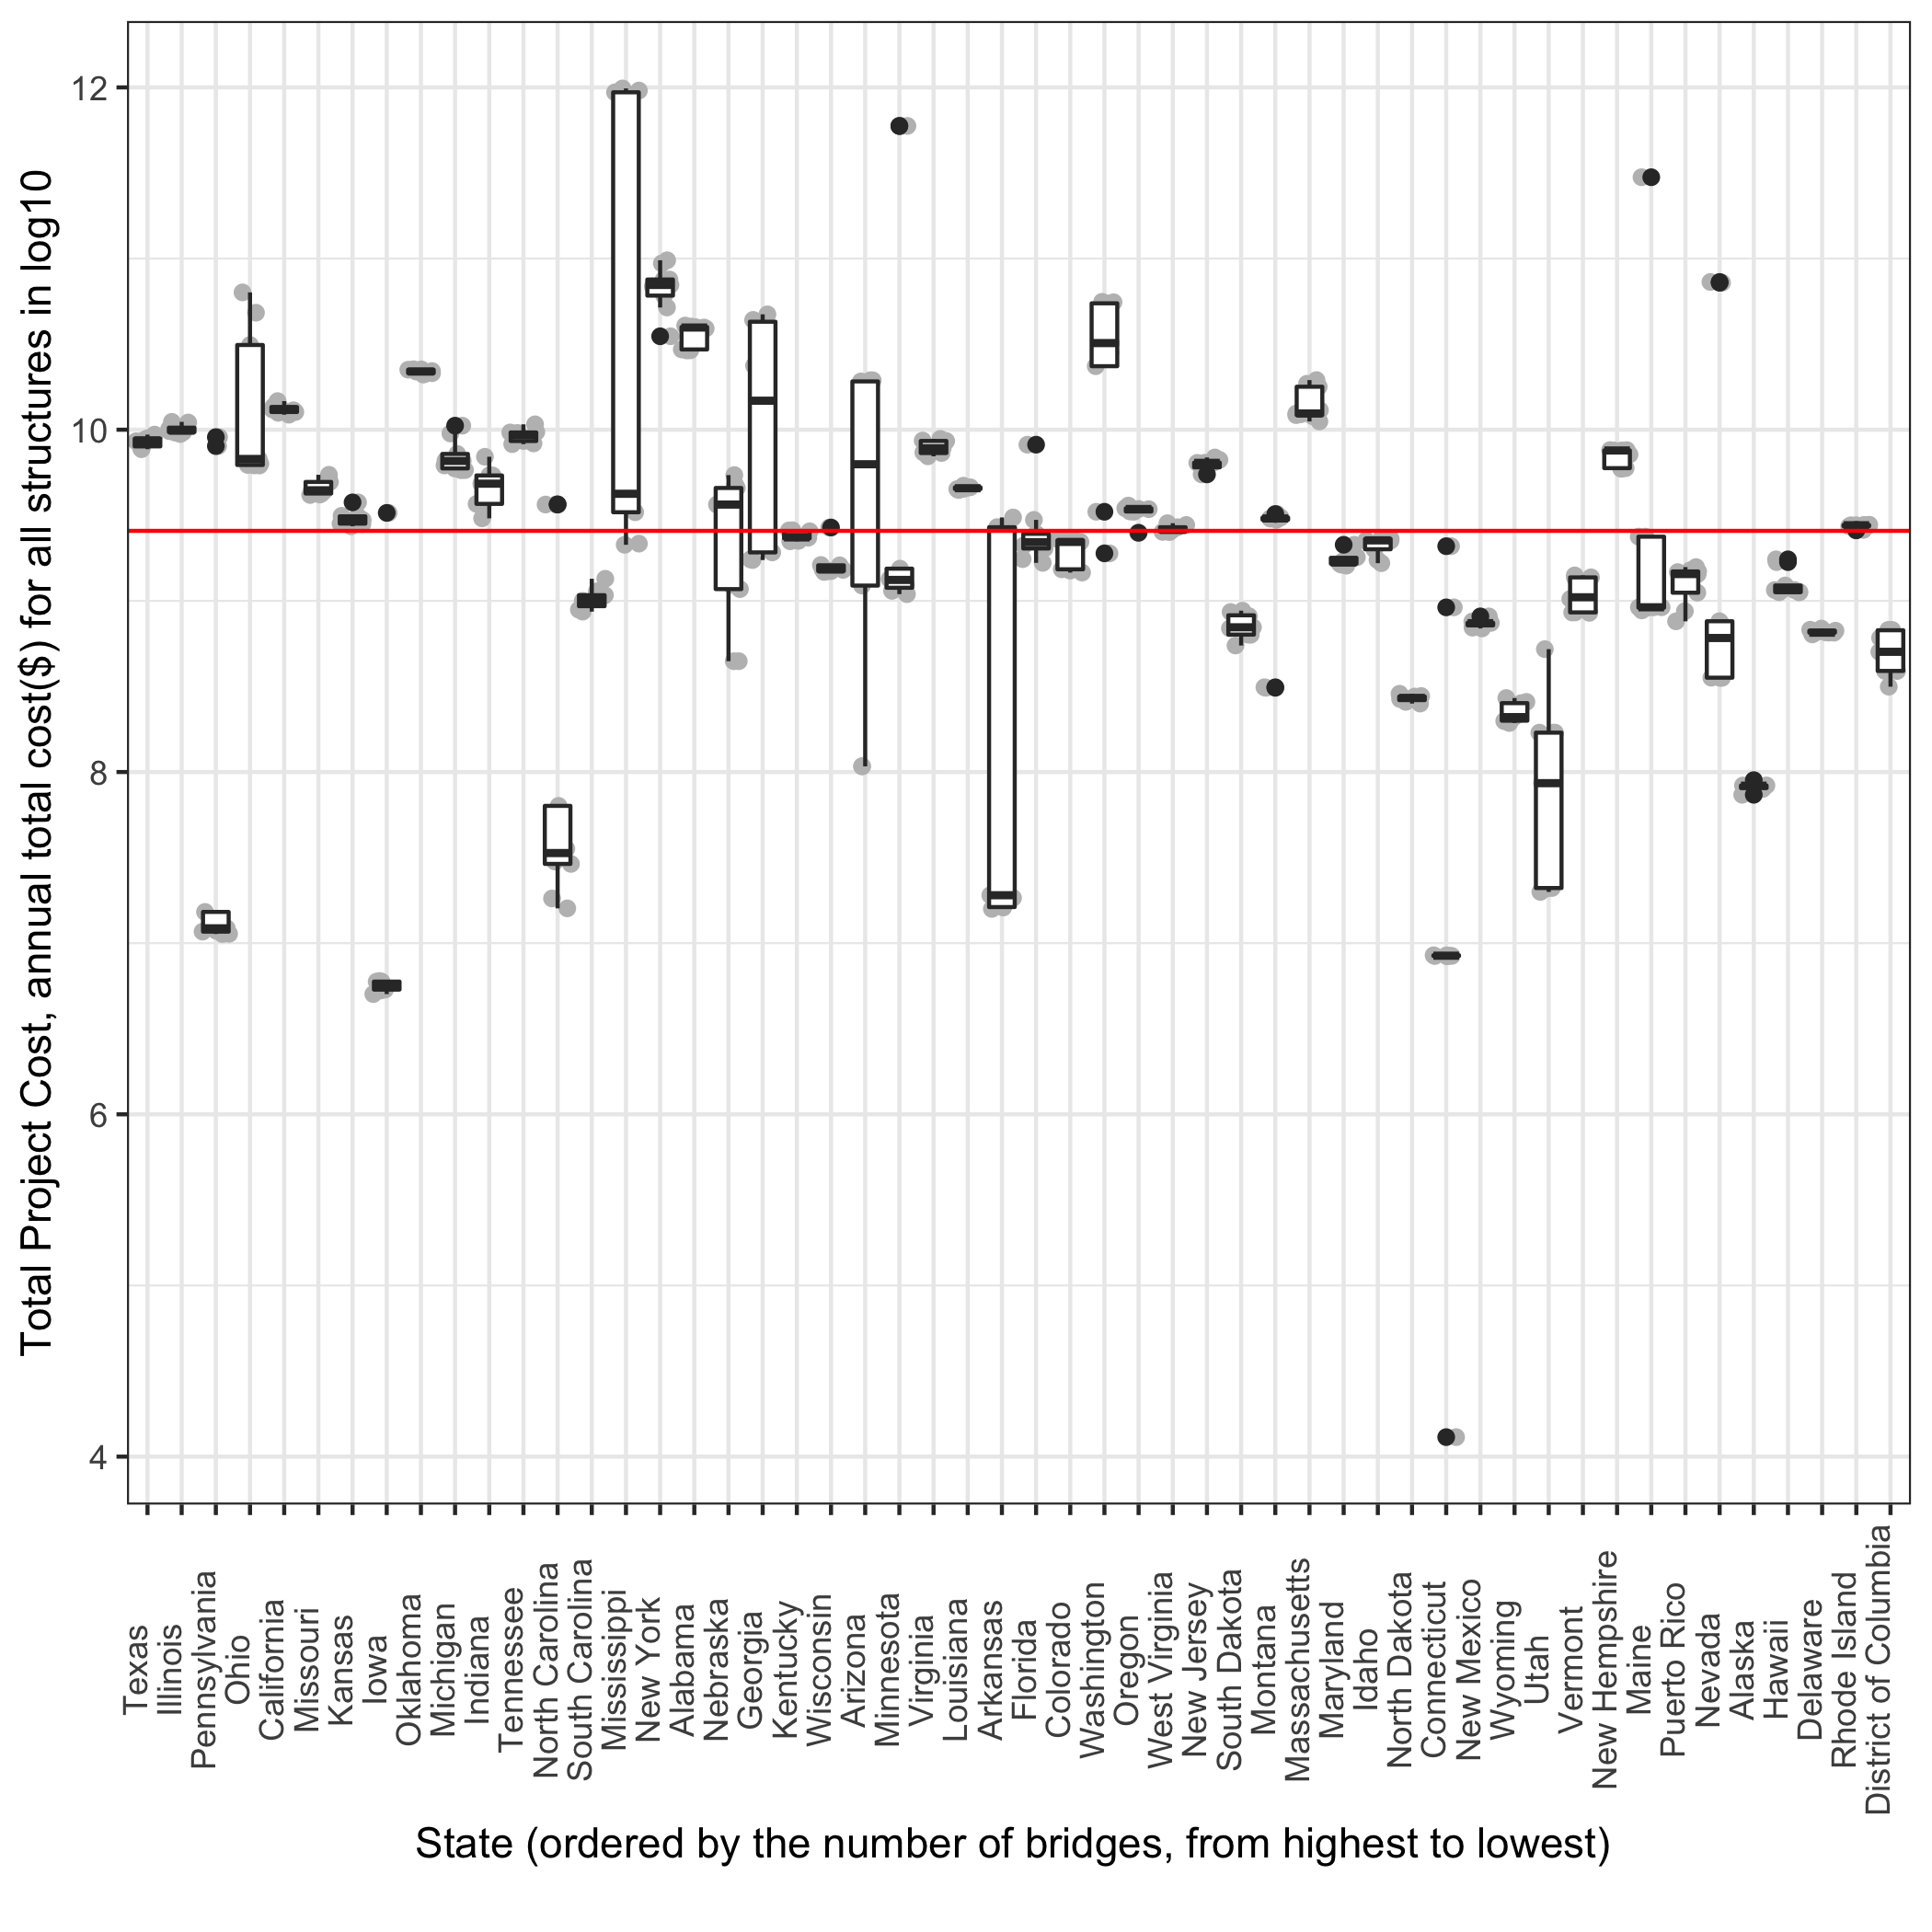 Total Project Cost, annual total cost($) for all structures in log10
12
10
8
6
4
Texas
Illinois
Pennsylvania
Ohio
California
Missouri
Kansas
Iowa
Oklahoma
Michigan
Indiana
Tennessee
North Carolina
South Carolina
Mississippi
New York
Alabama
Nebraska
Georgia
Kentucky
Wisconsin
Arizona
Minnesota
Virginia
Louisiana
Arkansas
Florida
Colorado
Washington
Oregon
West Virginia
New Jersey
South Dakota
Montana
Massachusetts
Maryland
Idaho
North Dakota
Connecticut
New Mexico
Wyoming
Utah
Vermont
New Hempshire
Maine
Puerto Rico
Nevada
Alaska
Hawaii
Delaware
Rhode Island
District of Columbia
State (ordered by the number of bridges, from highest to lowest)